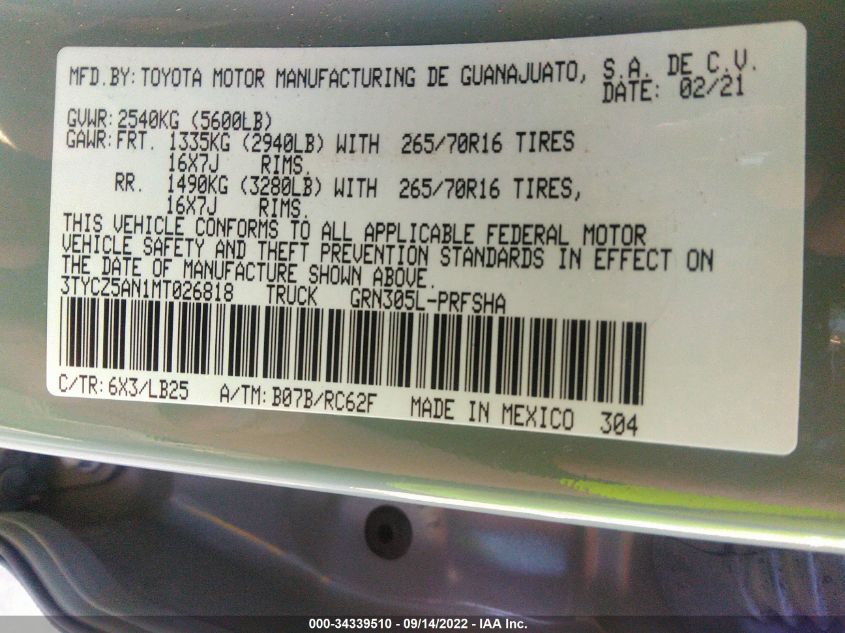 MFD.BY: TOYOTA MOTOR MANUFACTURING DE GUANAJUATO, S.A. DE C.V.
DATE: 02/21
GVWR: 2540KG (5600LB)
GAWR: FRT. 1335KG (2940LB) WITH 265/70R16 TIRES
16X7J RIMS.
RR. 1490KG (3280LB) WITH 265/70R16 TIRES,
16X7J RIMS.
THIS VEHICLE CONFORMS TO ALL APPLICABLE FEDERAL MOTOR
VEHICLE SAFETY AND THEFT PREVENTION STANDARDS IN EFFECT ON
THE DATE OF MANUFACTURE SHOWN ABOVE.
3TYCZ5AN1MT026818 TRUCK GRN305L-PRFSHA
C/TR: 6X3/LB25 A/TM: B07B/RC62F MADE IN MEXICO 304
000-34339510 - 09/14/2022 - IAA Inc.